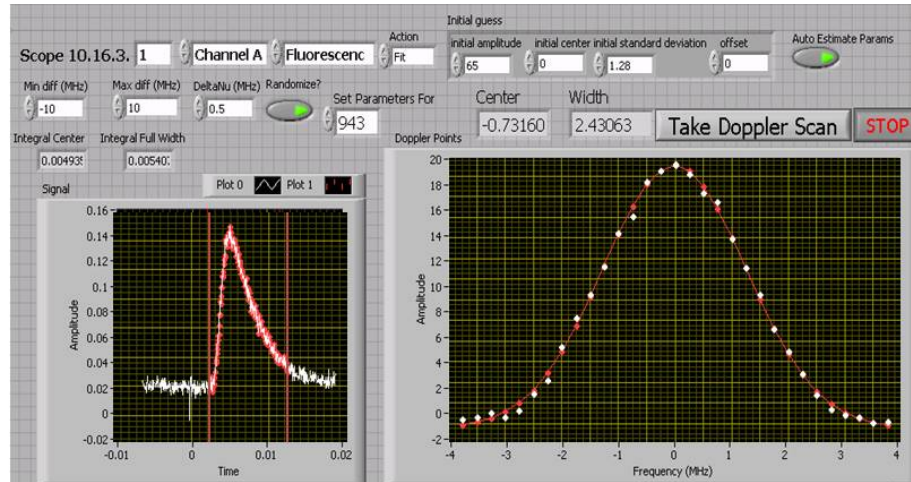 Initial guess
Scope 10.16.3. 1 Channel A Fluorescenc Action Fit
initial amplitude initial center initial standard deviation offset Auto Estimate Params
65 0 1.28 0
Min diff (MHz) Max diff (MHz) DeltaNu (MHz) Randomize?
-10 10 0.5
Set Parameters For Center Width
943 -0.73160 2.43063 Take Doppler Scan STOP
Integral Center Integral Full Width
Doppler Points
Signal Plot 0 Plot 1
0.16
0.14
0.12
0.1
0.08
0.06
0.04
0.02
0
-0.02
Amplitude
-0.01 0 0.01 0.02
Time
20
18
16
14
12
10
8
6
4
2
0
-2
Amplitude
-4 -3 -2 -1 0 1 2 3 4
Frequency (MHz)